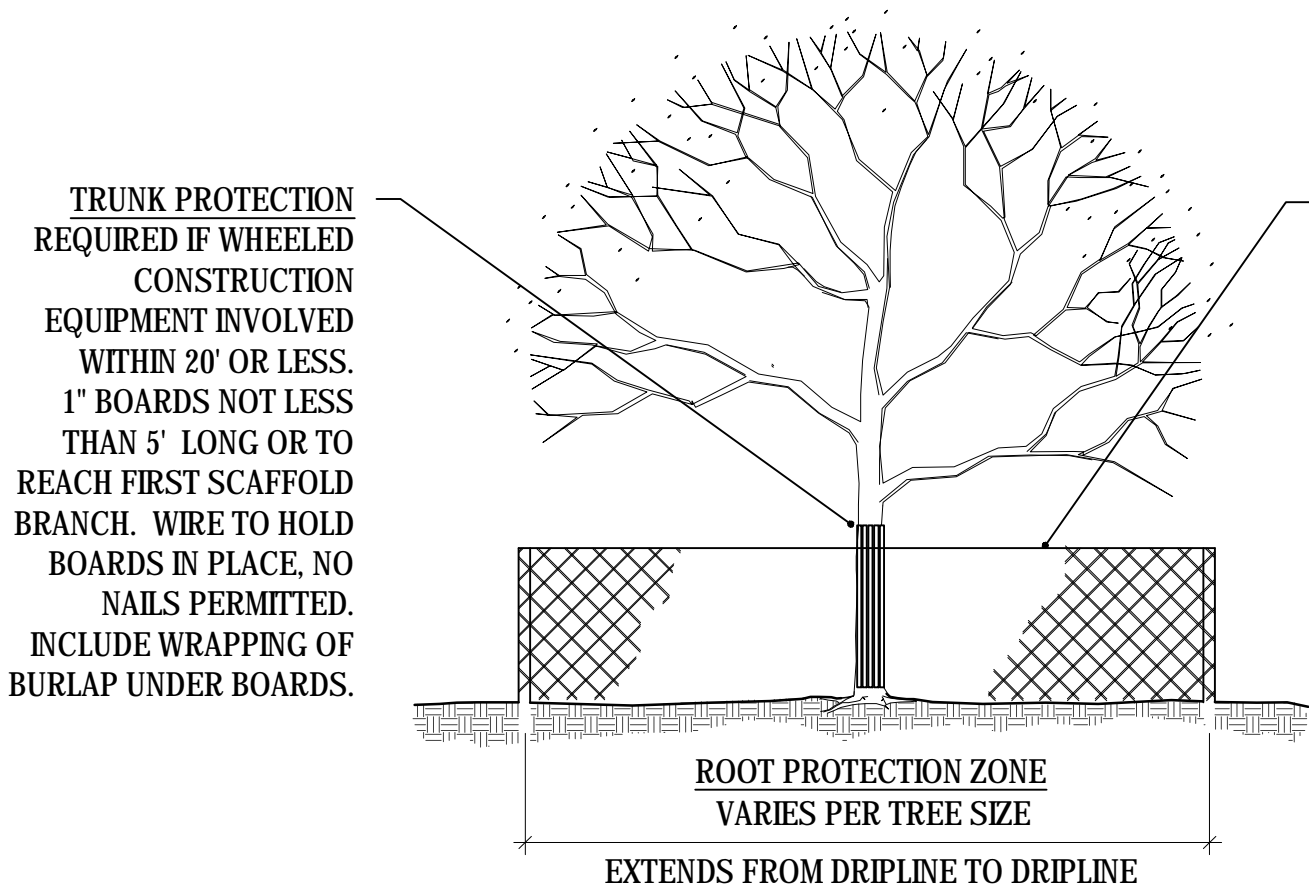 TRUNK PROTECTION
REQUIRED IF WHEELED
CONSTRUCTION
EQUIPMENT INVOLVED
WITHIN 20' OR LESS.
1" BOARDS NOT LESS
THAN 5' LONG OR TO
REACH FIRST SCAFFOLD
BRANCH. WIRE TO HOLD
BOARDS IN PLACE, NO
NAILS PERMITTED.
INCLUDE WRAPPING OF
BURLAP UNDER BOARDS.
ROOT PROTECTION ZONE
VARIES PER TREE SIZE
EXTENDS FROM DRIPLINE TO DRIPLINE